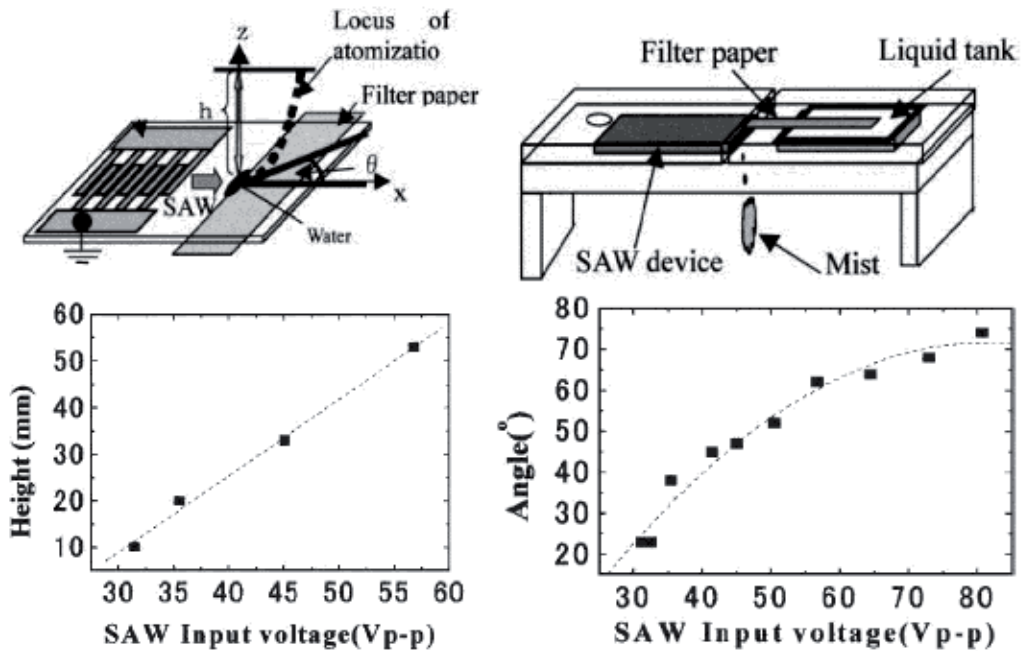 Locus of
atomizatio
z
Filter paper
h
θ
x
SAW
Water
Filter paper
Liquid tank
SAW device
Mist
60
50
40
30
20
10
Height (mm)
30 35 40 45 50 55 60
SAW Input voltage(Vp-p)
80
70
60
50
40
30
20
Angle(°)
30 40 50 60 70 80
SAW Input voltage(Vp-p)